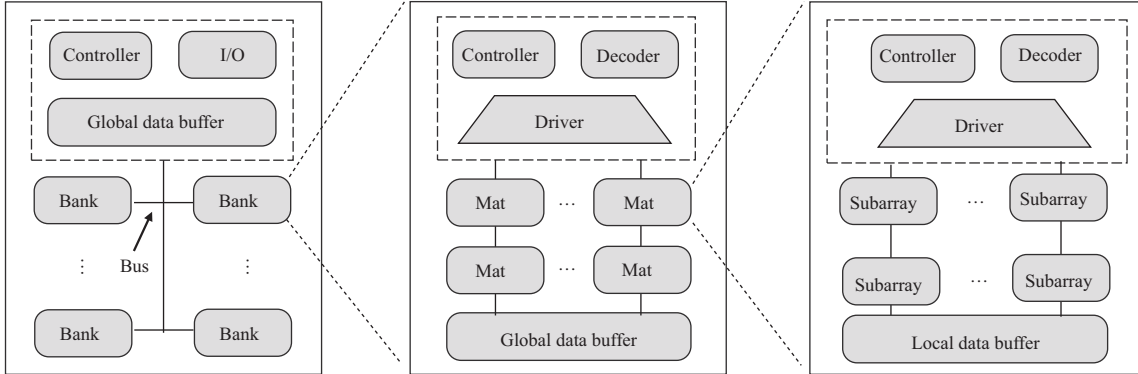 Controller
I/O
Global data buffer
Bank
Bank
Bus
⋮
⋮
Bank
Bank
Controller
Decoder
Driver
Mat
...
Mat
Mat
...
Mat
Global data buffer
Controller
Decoder
Driver
Subarray
...
Subarray
Subarray
...
Subarray
Local data buffer